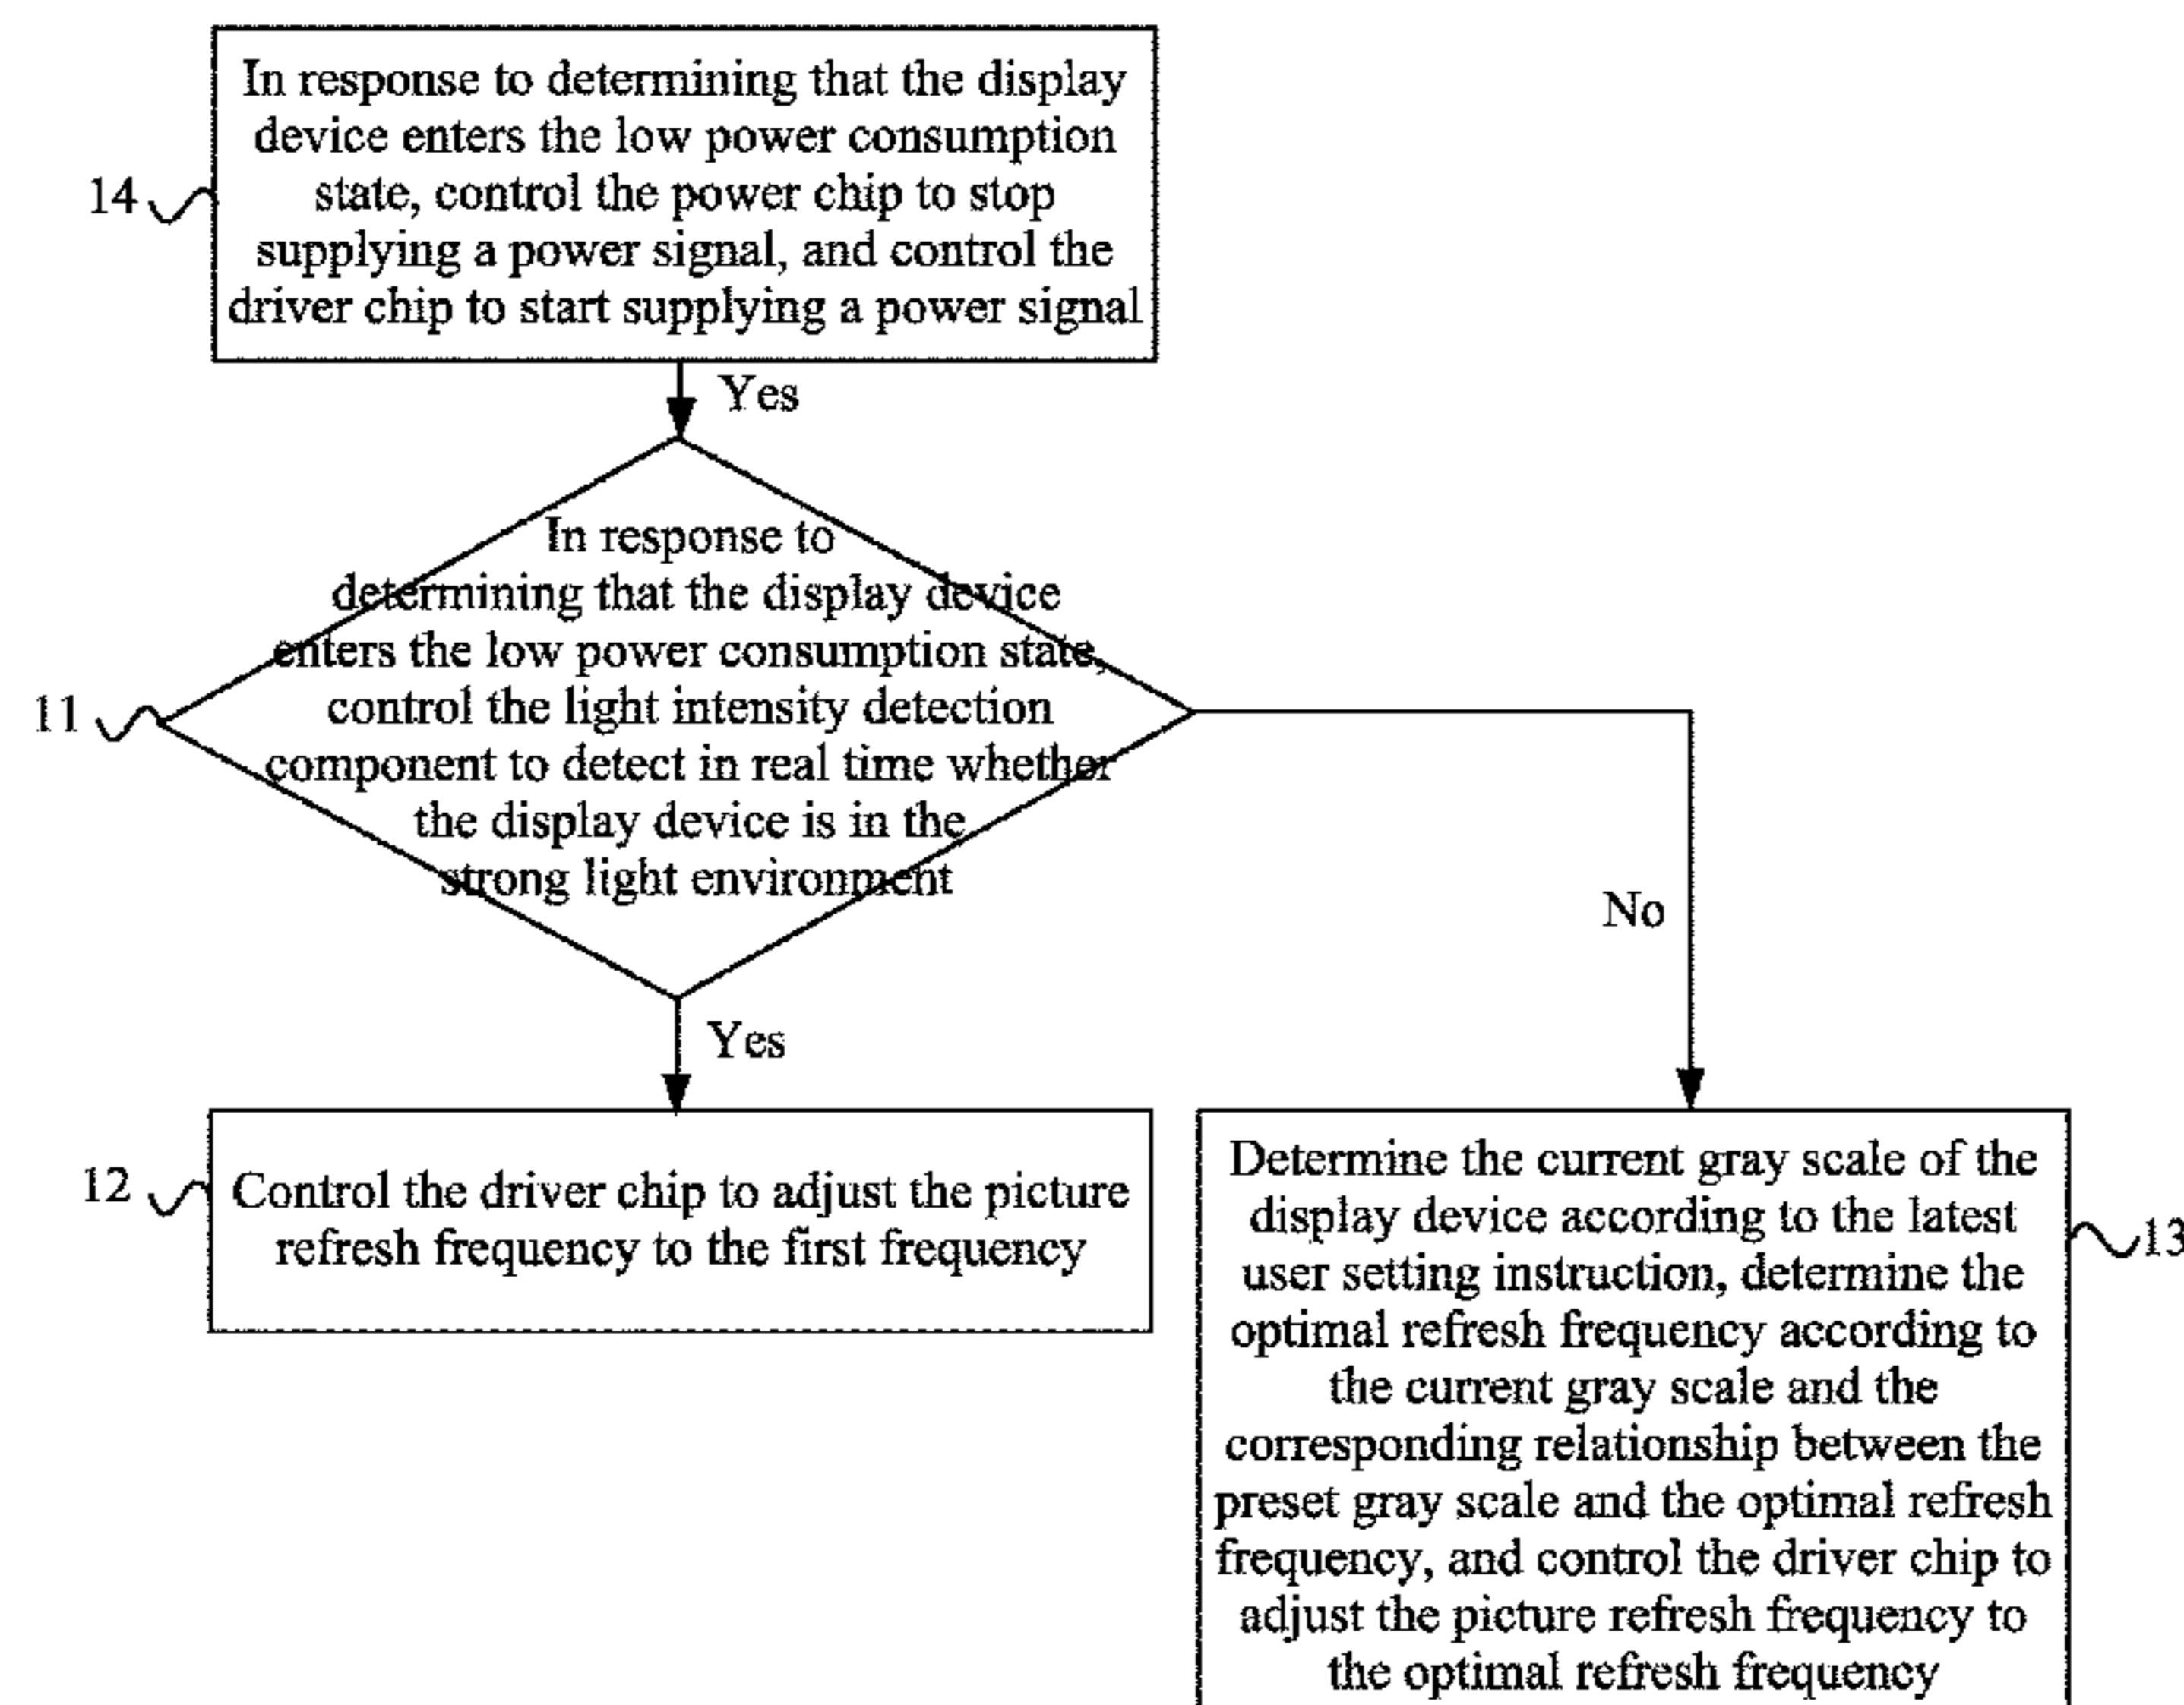 In response to determining that the display
device enters the low power consumption
state, control the power chip to stop
supplying a power signal, and control the
driver chip to start supplying a power signal
14
Yes
In response to
determining that the display device
enters the low power consumption state,
control the light intensity detection
component to detect in real time whether
the display device is in the
strong light environment
11
No
Yes
12
Control the driver chip to adjust the picture
refresh frequency to the first frequency
Determine the current gray scale of the
display device according to the latest
user setting instruction, determine the
optimal refresh frequency according to
the current gray scale and the
corresponding relationship between the
preset gray scale and the optimal refresh
frequency, and control the driver chip to
adjust the picture refresh frequency to
the optimal refresh frequency
13